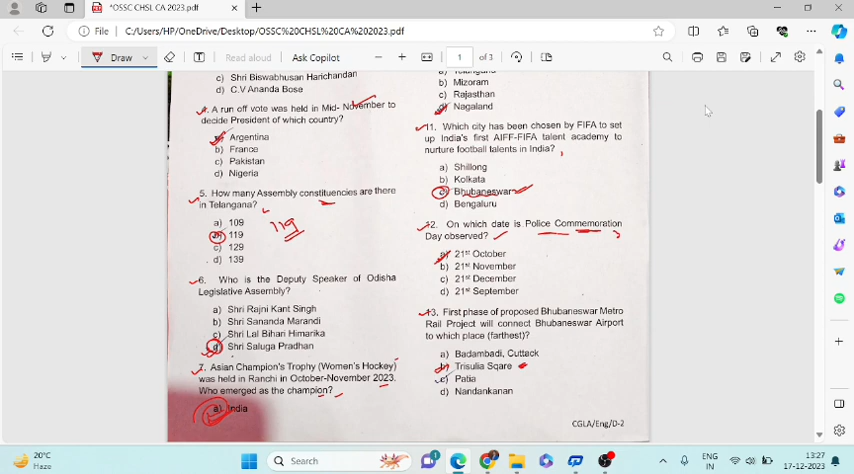 *OSSC CHSL CA 2023.pdf
File
C:/Users/HP/OneDrive/Desktop/OSSC%20CHSL%20CA%202023.pdf
Draw
Read aloud
Ask Copilot
1 of 3
c) Shri Biswabhusan Harichandan
d) C.V Ananda Bose
4. A run off vote was held in Mid- November to
decide President of which country?
a) Argentina
b) France
c) Pakistan
d) Nigeria
5. How many Assembly constituencies are there
in Telangana?
a) 109
b) 119
c) 129
d) 139
119
6. Who is the Deputy Speaker of Odisha
Legislative Assembly?
a) Shri Rajni Kant Singh
b) Shri Sananda Marandi
c) Shri Lal Bihari Himarika
d) Shri Saluga Pradhan
7. Asian Champion's Trophy (Women's Hockey)
was held in Ranchi in October-November 2023.
Who emerged as the champion?
a) India
a) Telangana
b) Mizoram
c) Rajasthan
d) Nagaland
11. Which city has been chosen by FIFA to set
up India's first AIFF-FIFA talent academy to
nurture football talents in India?
a) Shillong
b) Kolkata
c) Bhubaneswar
d) Bengaluru
12. On which date is Police Commemoration
Day observed?
a) 21st October
b) 21st November
c) 21st December
d) 21st September
13. First phase of proposed Bhubaneswar Metro
Rail Project will connect Bhubaneswar Airport
to which place (farthest)?
a) Badambadi, Cuttack
b) Trisulia Sqare
c) Patia
d) Nandankanan
CGLA/Eng/D-2
20°C
Haze
Search
ENG
IN
13:27
12-12-2023